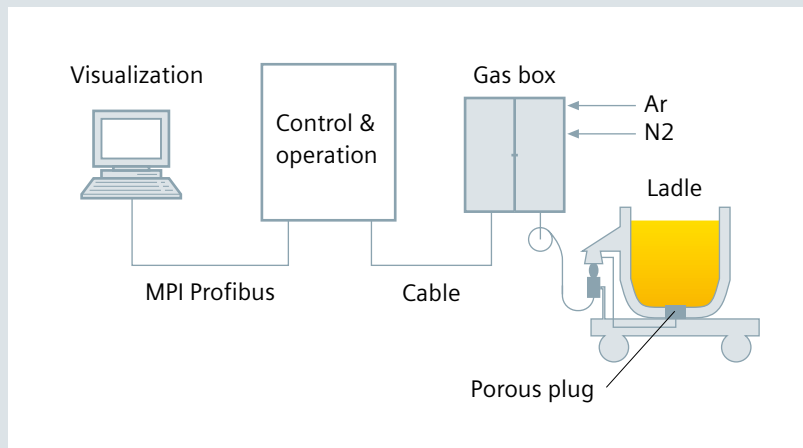 Visualization
Control &
operation
Gas box
Ar
N2
Ladle
MPI Profibus
Cable
Porous plug